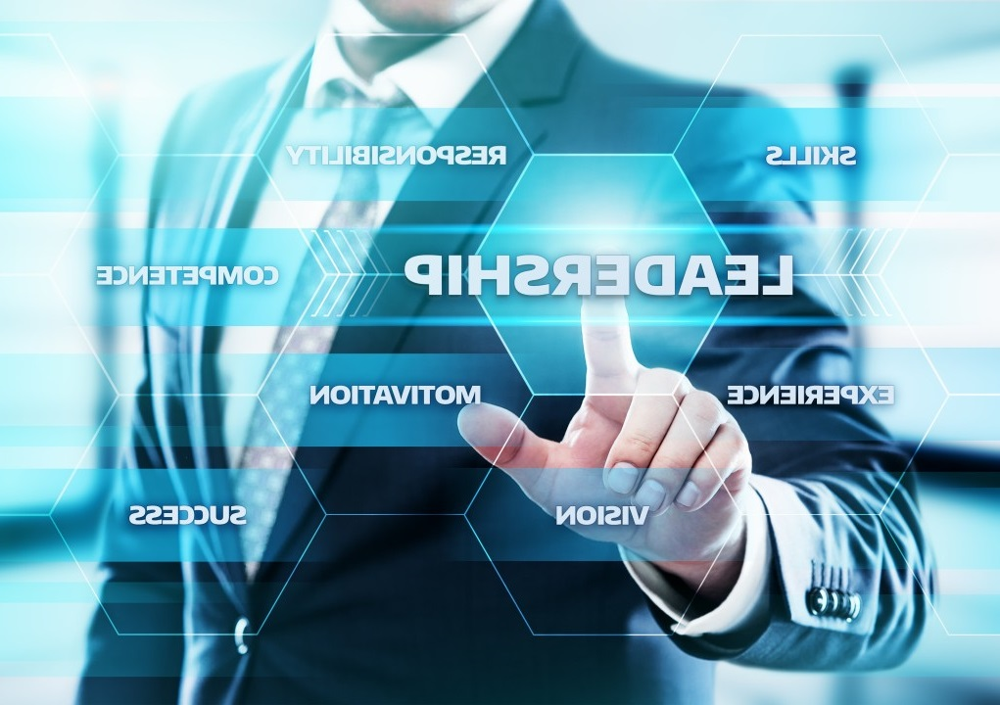 SKILLS
RESPONSIBILITY
LEADERSHIP
COMPETENCE
EXPERIENCE
MOTIVATION
VISION
SUCCESS